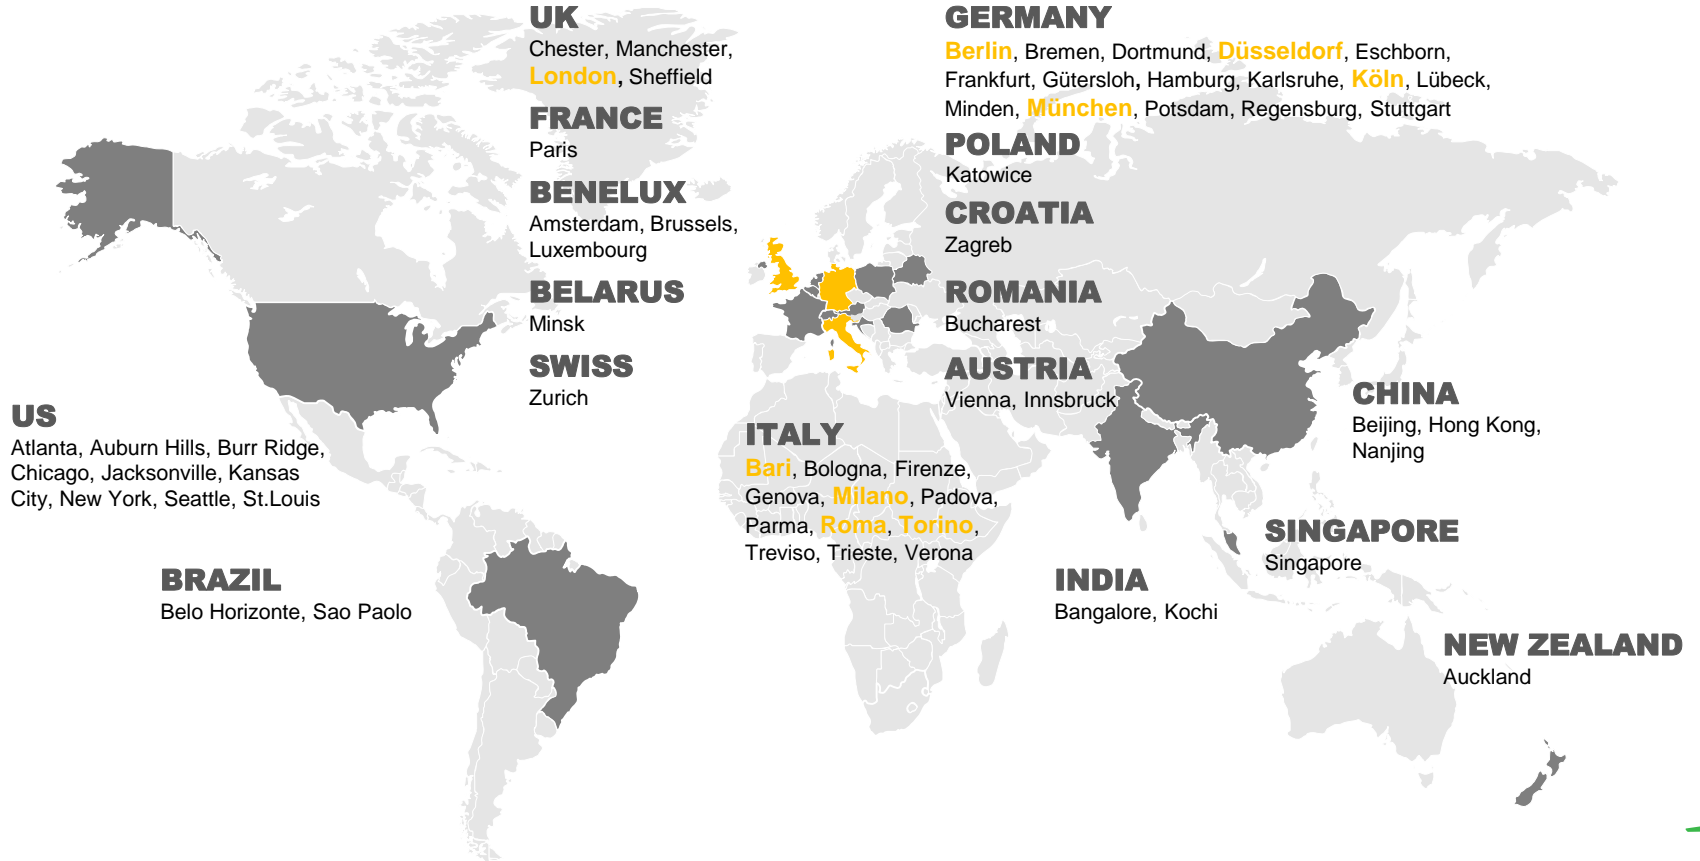 UK
Chester, Manchester,
London, Sheffield
FRANCE
Paris
BENELUX
Amsterdam, Brussels,
Luxembourg
BELARUS
Minsk
SWISS
Zurich
GERMANY
Berlin, Bremen, Dortmund, Düsseldorf, Eschborn,
Frankfurt, Gütersloh, Hamburg, Karlsruhe, Köln, Lübeck,
Minden, München, Potsdam, Regensburg, Stuttgart
POLAND
Katowice
CROATIA
Zagreb
ROMANIA
Bucharest
AUSTRIA
Vienna, Innsbruck
US
Atlanta, Auburn Hills, Burr Ridge,
Chicago, Jacksonville, Kansas
City, New York, Seattle, St.Louis
ITALY
Bari, Bologna, Firenze,
Genova, Milano, Padova,
Parma, Roma, Torino,
Treviso, Trieste, Verona
CHINA
Beijing, Hong Kong,
Nanjing
SINGAPORE
Singapore
BRAZIL
Belo Horizonte, Sao Paolo
INDIA
Bangalore, Kochi
NEW ZEALAND
Auckland